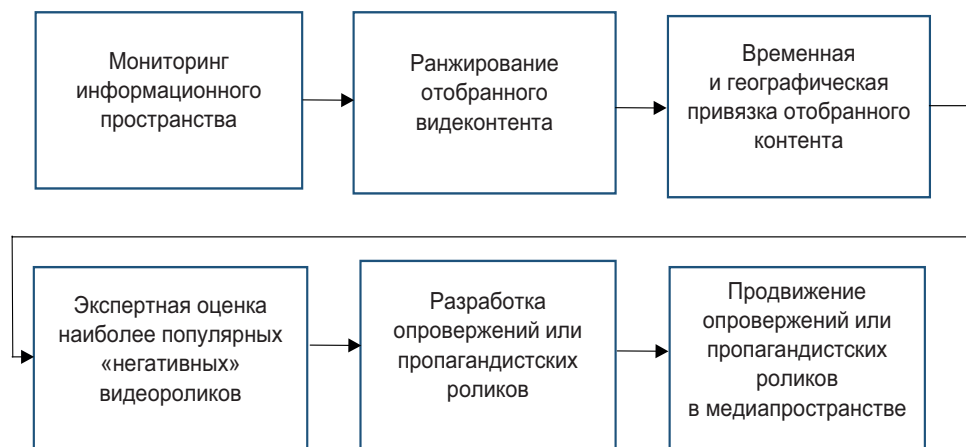 Мониторинг
информационного
пространства
Ранжирование
отобранного
видеконтента
Временная
и географическая
привязка отобранного
контента
Экспертная оценка
наиболее популярных
«негативных»
видеороликов
Разработка
опровержений или
пропагандистских
роликов
Продвижение
опровержений или
пропагандистских
роликов
в медиапространстве